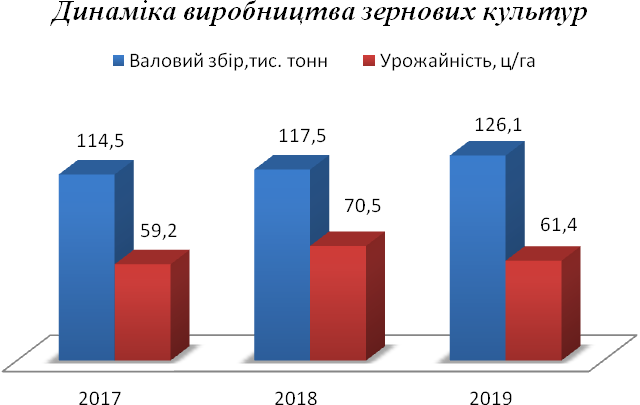 Динаміка виробництва зернових культур
Валовий збір,тис. тонн Урожайність, ц/га
114,5 117,5 126,1
59,2 70,5 61,4
2017 2018 2019